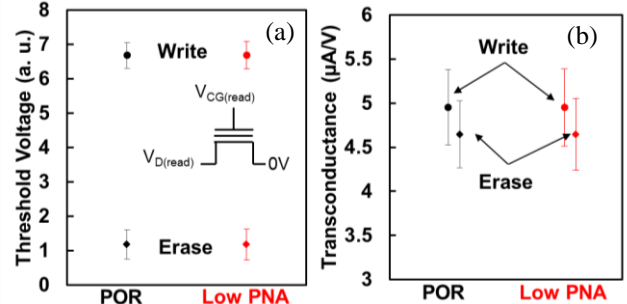 (a)
Threshold Voltage (a. u.)
8
7
6
5
4
3
2
1
0
Write
VCG(read)
VD(read)
0V
Erase
POR
Low PNA
(b)
Transconductance (µA/V)
6
5.5
5
4.5
4
3.5
3
Write
Erase
POR
Low PNA